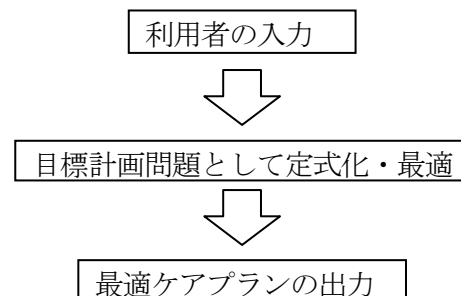 利用者の入力
目標計画問題として定式化・最適
最適ケアプランの出力